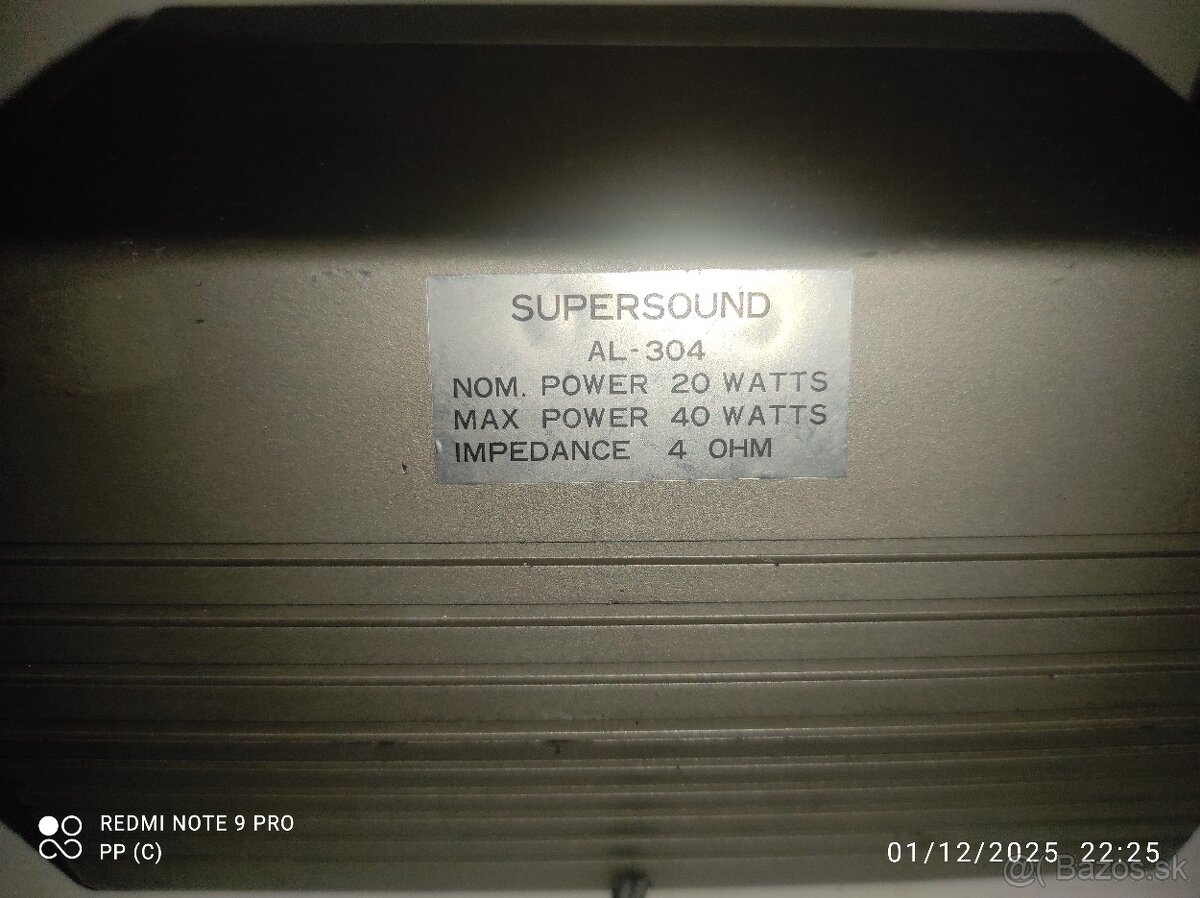 SUPERSOUND
AL-304
NOM. POWER 20 WATTS
MAX POWER 40 WATTS
IMPEDANCE 4 OHM
REDMI NOTE 9 PRO
PP (C)
01/12/2025 22:25
@( Bazos.sk